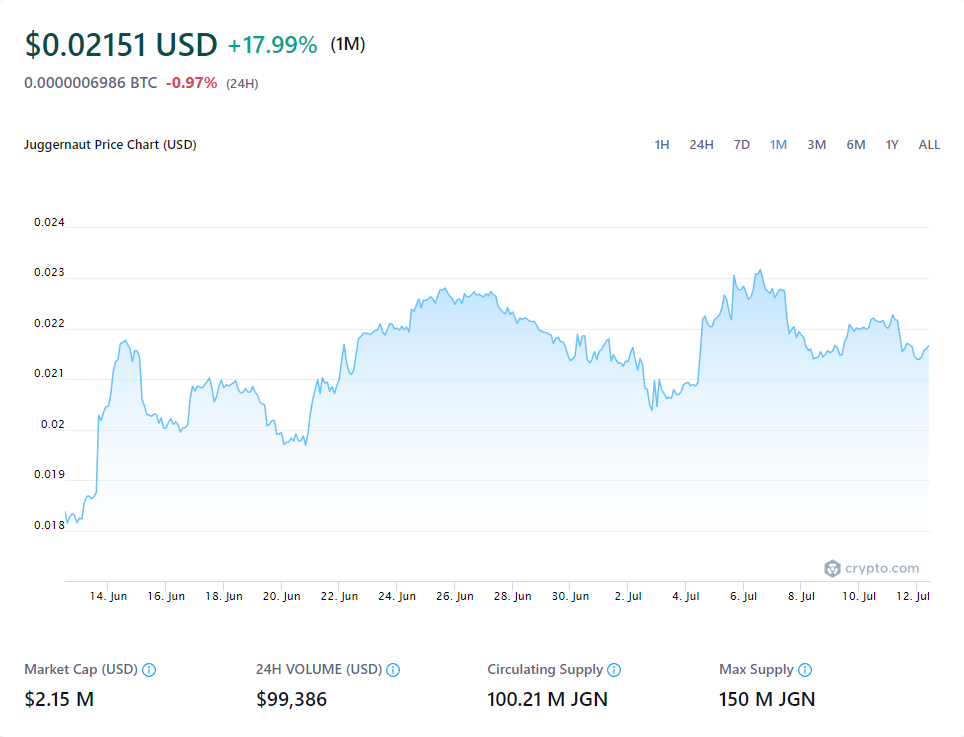 $0.02151 USD +17.99% (1M)
0.0000006986 BTC -0.97% (24H)
Juggernaut Price Chart (USD) 1H 24H 7D 1M 3M 6M 1Y ALL
0.024
0.023
0.022
0.021
0.02
0.019
0.018
crypto.com
14. Jun 16. Jun 18. Jun 20. Jun 22. Jun 24. Jun 26. Jun 28. Jun 30. Jun 2. Jul 4. Jul 6. Jul 8. Jul 10. Jul 12. Jul
Market Cap (USD) 24H VOLUME (USD) Circulating Supply Max Supply
$2.15 M $99,386 100.21 M JGN 150 M JGN